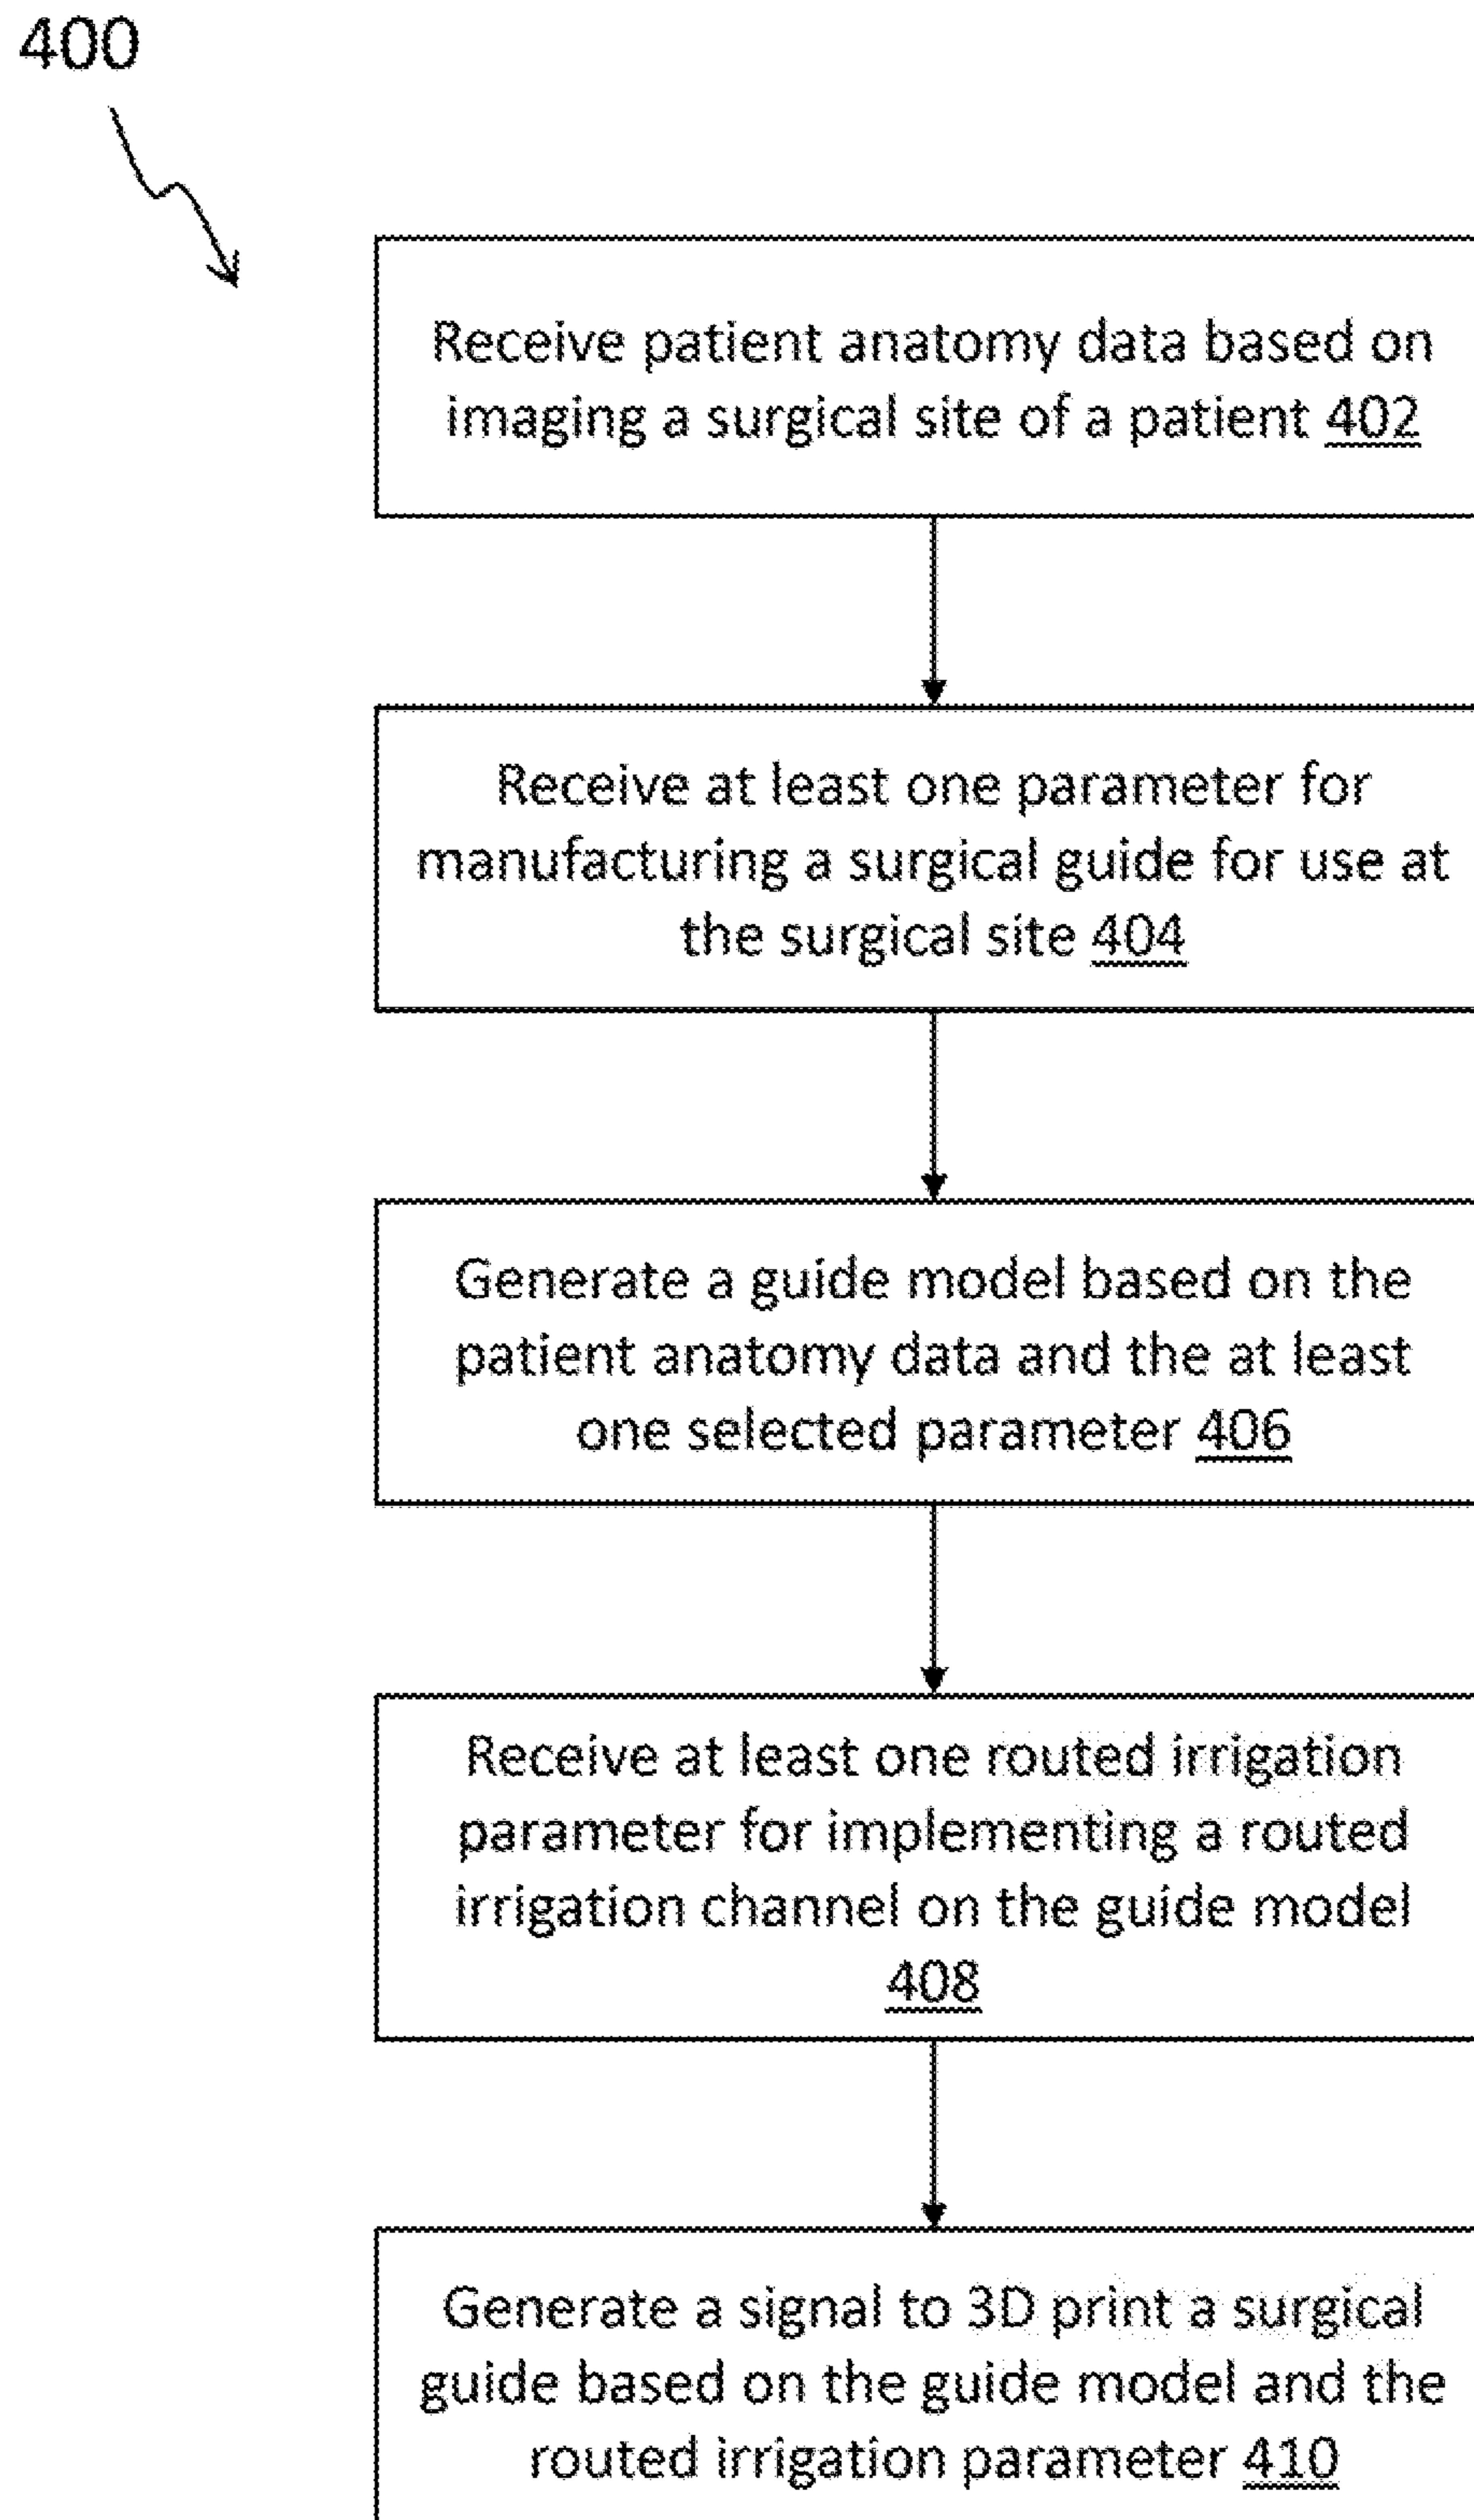 400
Receive patient anatomy data based on
imaging a surgical site of a patient 402
Receive at least one parameter for
manufacturing a surgical guide for use at
the surgical site 404
Generate a guide model based on the
patient anatomy data and the at least
one selected parameter 406
Receive at least one routed irrigation
parameter for implementing a routed
irrigation channel on the guide model
408
Generate a signal to 3D print a surgical
guide based on the guide model and the
routed irrigation parameter 410